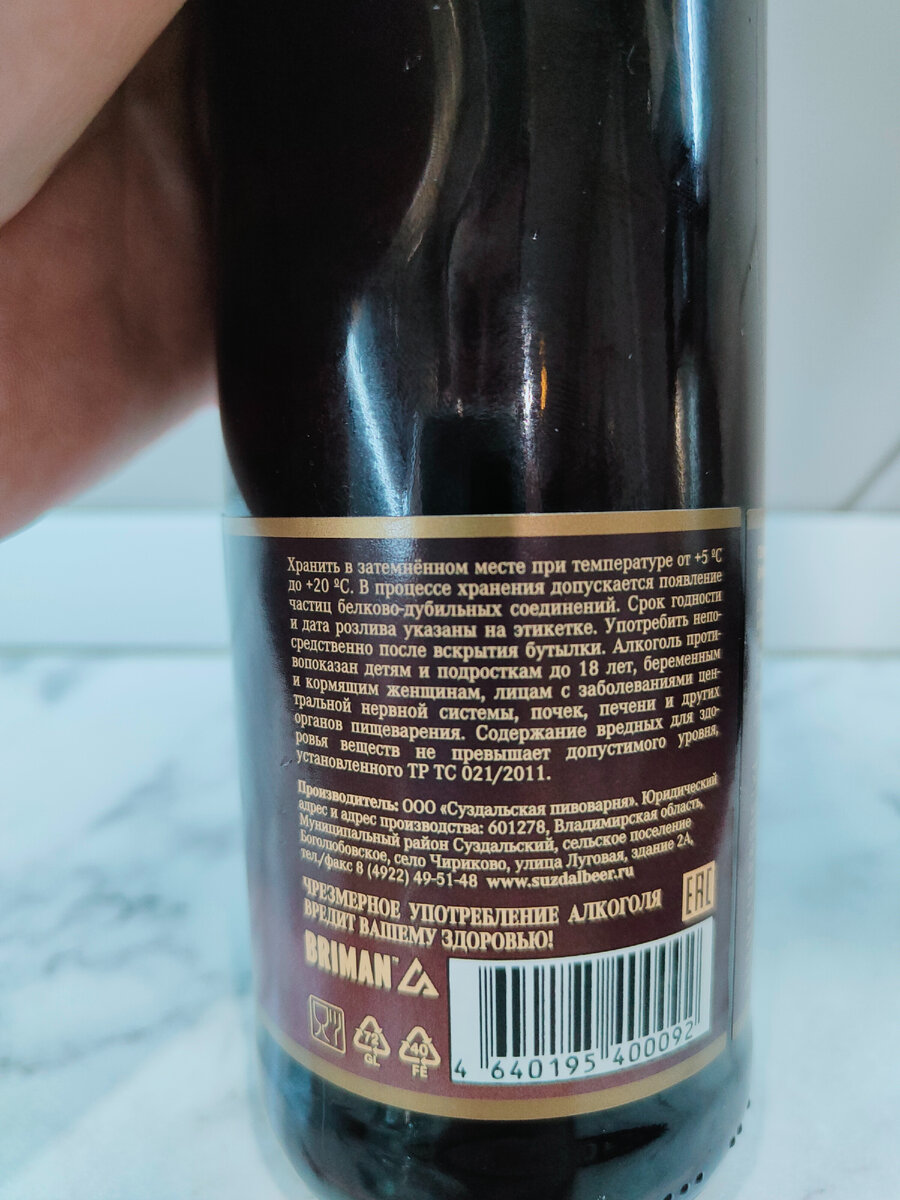 Хранить в затемнённом месте при температуре от +5 ºС
до +20 ºС. В процессе хранения допускается появление
частиц белково-дубильных соединений. Срок годности
и дата розлива указаны на этикетке. Употребить непо-
средственно после вскрытия бутылки. Алкоголь проти-
вопоказан детям и подросткам до 18 лет, беременным
и кормящим женщинам, лицам с заболеваниями цен-
тральной нервной системы, почек, печени и других
органов пищеварения. Содержание вредных для здо-
ровья веществ не превышает допустимого уровня,
установленного ТР ТС 021/2011.
Производитель: ООО «Суздальская пивоварня». Юридический
адрес и адрес производства: 601278, Владимирская область,
Муниципальный район Суздальский, сельское поселение
Боголюбовское, село Чириково, улица Луговая, здание 2А,
тел./факс 8 (4922) 49-51-48 www.suzdalbeer.ru
ЧРЕЗМЕРНОЕ УПОТРЕБЛЕНИЕ АЛКОГОЛЯ
ВРЕДИТ ВАШЕМУ ЗДОРОВЬЮ!
EAC
BRIMAN™
72
GL
40
FE
4 640195 400092